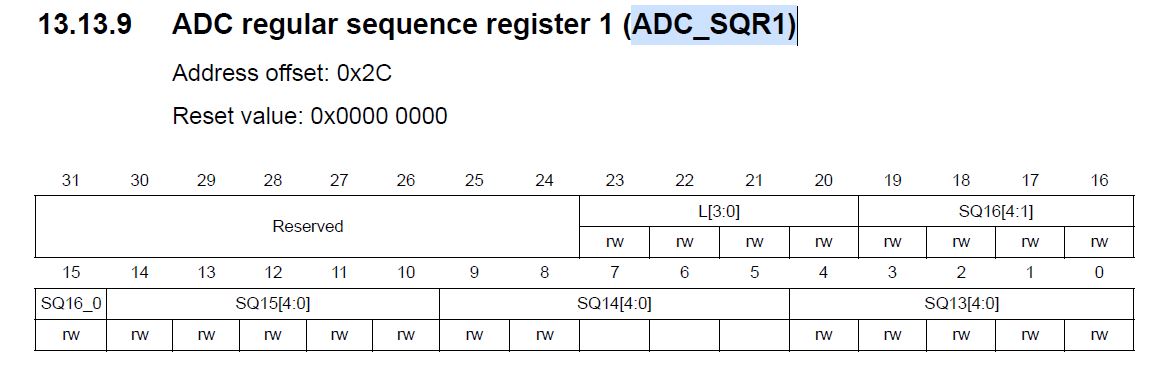 13.13.9 ADC regular sequence register 1 (ADC_SQR1)
Address offset: 0x2C
Reset value: 0x0000 0000
31 30 29 28 27 26 25 24 23 22 21 20 19 18 17 16
Reserved L[3:0] SQ16[4:1]
rw rw rw rw rw rw rw rw
15 14 13 12 11 10 9 8 7 6 5 4 3 2 1 0
SQ16_0 SQ15[4:0] SQ14[4:0] SQ13[4:0]
rw rw rw rw rw rw rw rw rw rw rw rw rw